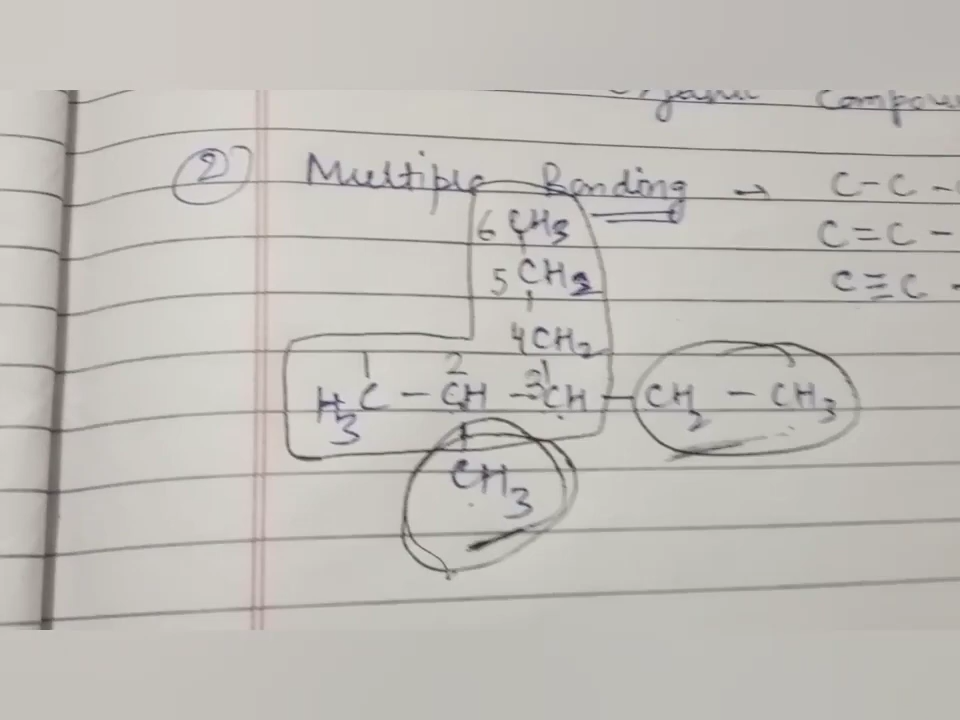 Organic Compou
2 Multiple Bonding → C-C -
C=C -
C≡C -
6 CH3
5 CH2
4 CH2
1 2 3
H3C - CH - CH - CH2 - CH3
CH3